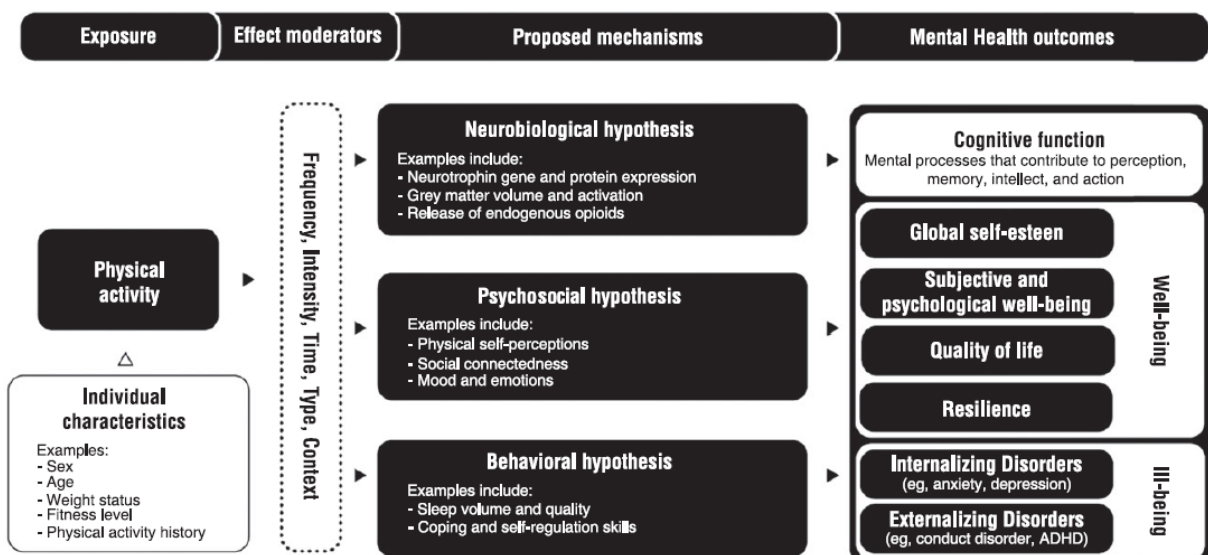 Exposure
Effect moderators
Proposed mechanisms
Mental Health outcomes
Physical
activity
Individual
characteristics
Examples:
- Sex
- Age
- Weight status
- Fitness level
- Physical activity history
Frequency, Intensity, Time, Type, Context
Neurobiological hypothesis
Examples include:
- Neurotrophin gene and protein expression
- Grey matter volume and activation
- Release of endogenous opioids
Psychosocial hypothesis
Examples include:
- Physical self-perceptions
- Social connectedness
- Mood and emotions
Behavioral hypothesis
Examples include:
- Sleep volume and quality
- Coping and self-regulation skills
Cognitive function
Mental processes that contribute to perception,
memory, intellect, and action
Global self-esteen
Subjective and
psychological well-being
Quality of life
Resilience
Well-being
Internalizing Disorders
(eg, anxiety, depression)
Externalizing Disorders
(eg, conduct disorder, ADHD)
Ill-being